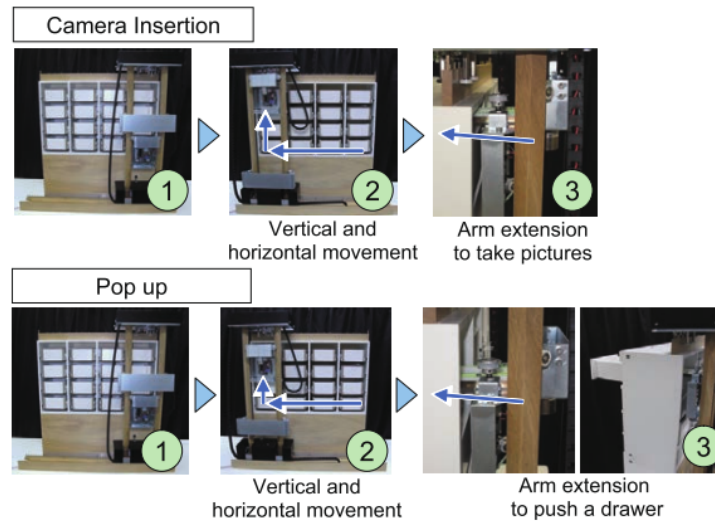 Camera Insertion
1
2
3
Vertical and
horizontal movement
Arm extension
to take pictures
Pop up
1
2
3
Vertical and
horizontal movement
Arm extension
to push a drawer